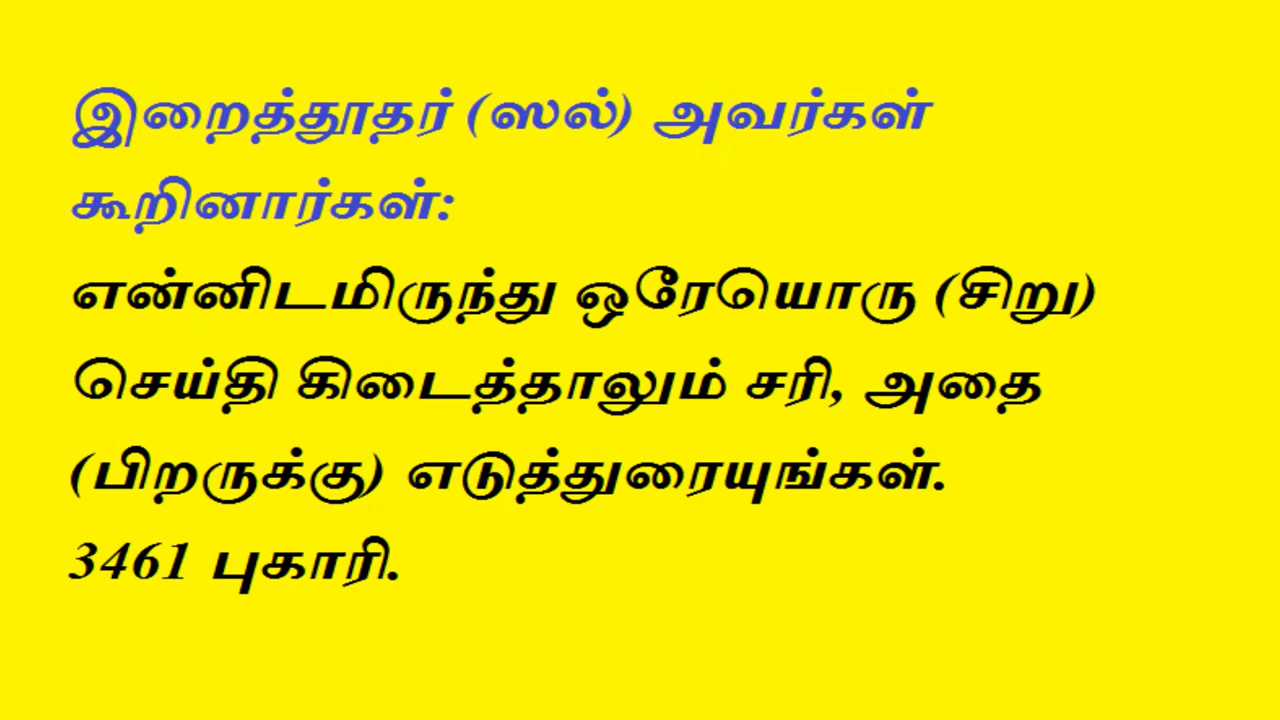 இறைத்தூதர் (ஸல்) அவர்கள்
கூறினார்கள்:
என்னிடமிருந்து ஒரேயொரு (சிறு)
செய்தி கிடைத்தாலும் சரி, அதை
(பிறருக்கு) எடுத்துரையுங்கள்.
3461 புகாரி.